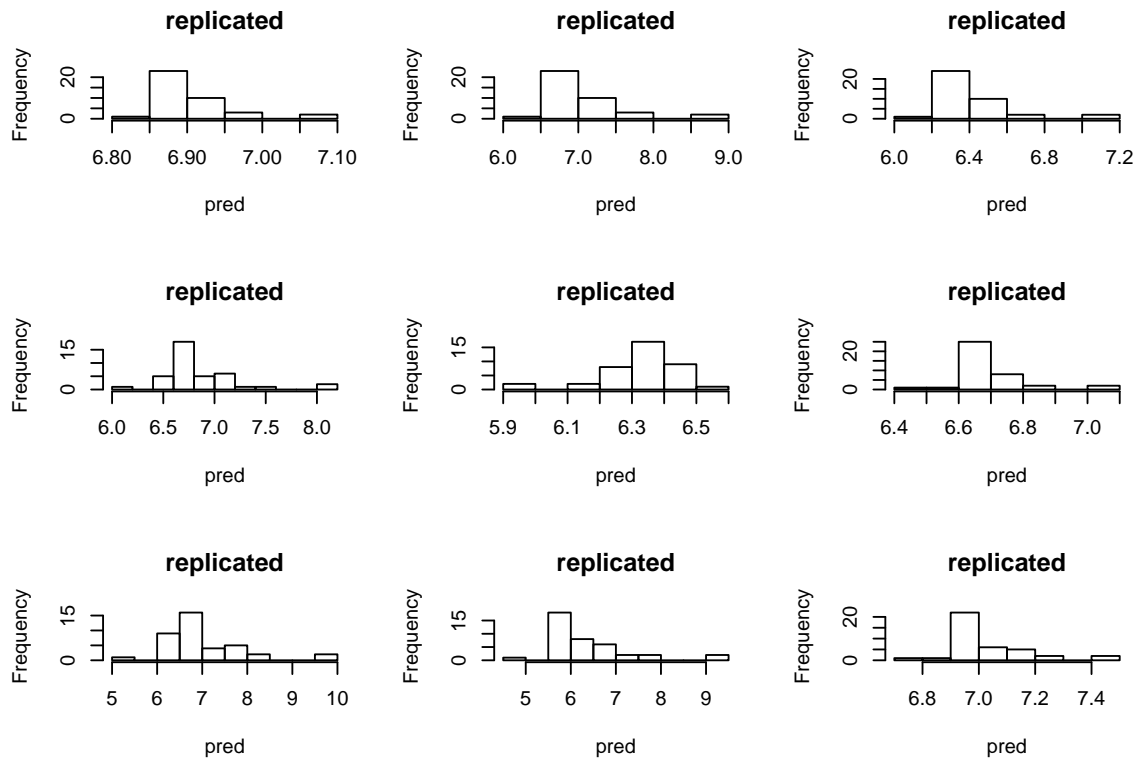 replicated
Frequency
0 20
6.80 6.90 7.00 7.10
pred
replicated
Frequency
0 20
6.0 7.0 8.0 9.0
pred
replicated
Frequency
0 20
6.0 6.4 6.8 7.2
pred
replicated
Frequency
0 15
6.0 6.5 7.0 7.5 8.0
pred
replicated
Frequency
0 15
5.9 6.1 6.3 6.5
pred
replicated
Frequency
0 20
6.4 6.6 6.8 7.0
pred
replicated
Frequency
0 15
5 6 7 8 9 10
pred
replicated
Frequency
0 15
5 6 7 8 9
pred
replicated
Frequency
0 20
6.8 7.0 7.2 7.4
pred